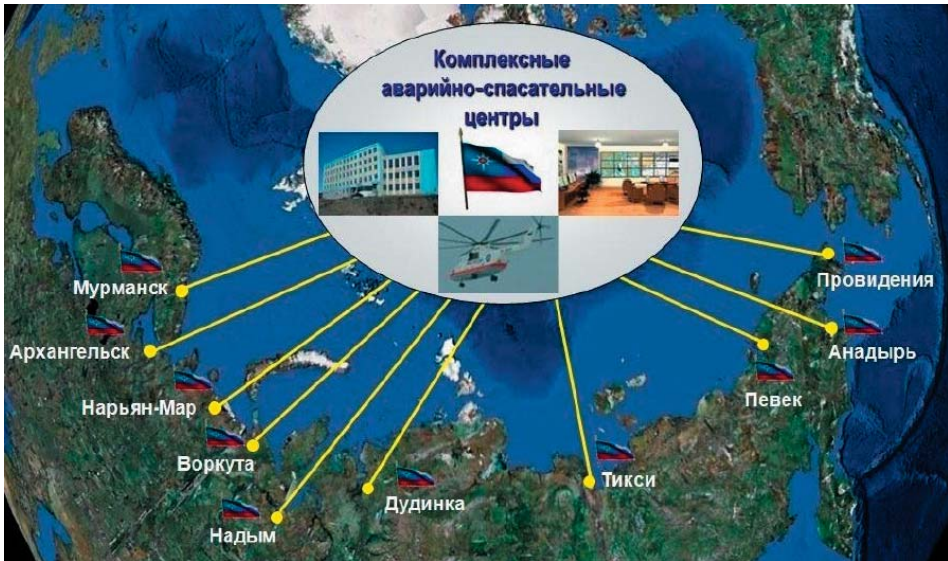 Комплексные
аварийно-спасательные
центры
Мурманск
Архангельск
Нарьян-Мар
Воркута
Надым
Дудинка
Тикси
Певек
Анадырь
Провидения